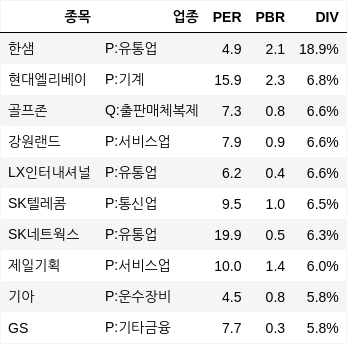 종목 업종 PER PBR DIV
한샘 P:유통업 4.9 2.1 18.9%
현대엘리베이 P:기계 15.9 2.3 6.8%
골프존 Q:출판매체복제 7.3 0.8 6.6%
강원랜드 P:서비스업 7.9 0.9 6.6%
LX인터내셔널 P:유통업 6.2 0.4 6.6%
SK텔레콤 P:통신업 9.5 1.0 6.5%
SK네트웍스 P:유통업 19.9 0.5 6.3%
제일기획 P:서비스업 10.0 1.4 6.0%
기아 P:운수장비 4.5 0.8 5.8%
GS P:기타금융 7.7 0.3 5.8%